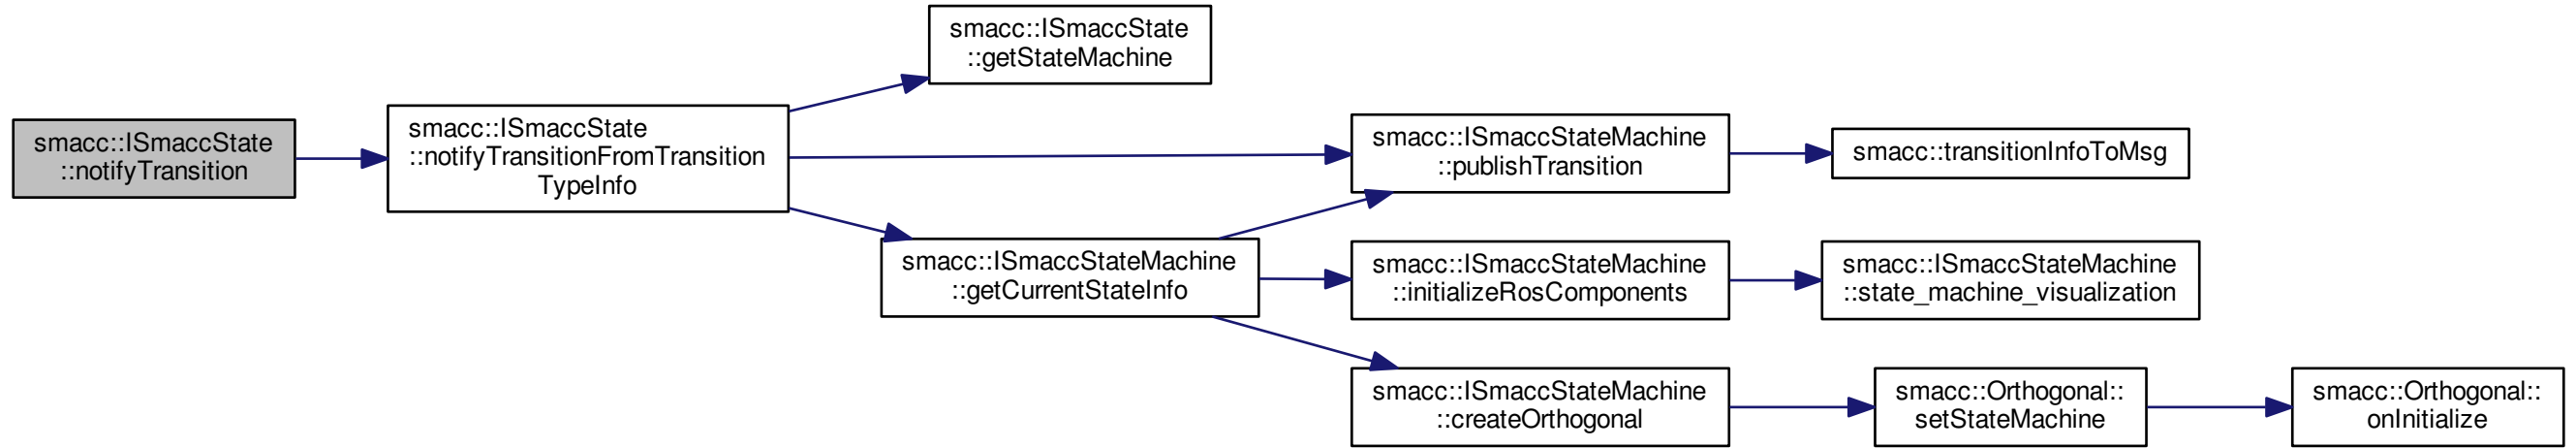 smacc::ISmaccState
::notifyTransition
smacc::ISmaccState
::notifyTransitionFromTransition
TypeInfo
smacc::ISmaccState
::getStateMachine
smacc::ISmaccStateMachine
::publishTransition
smacc::transitionInfoToMsg
smacc::ISmaccStateMachine
::getCurrentStateInfo
smacc::ISmaccStateMachine
::initializeRosComponents
smacc::ISmaccStateMachine
::state_machine_visualization
smacc::ISmaccStateMachine
::createOrthogonal
smacc::Orthogonal::
setStateMachine
smacc::Orthogonal::
onInitialize